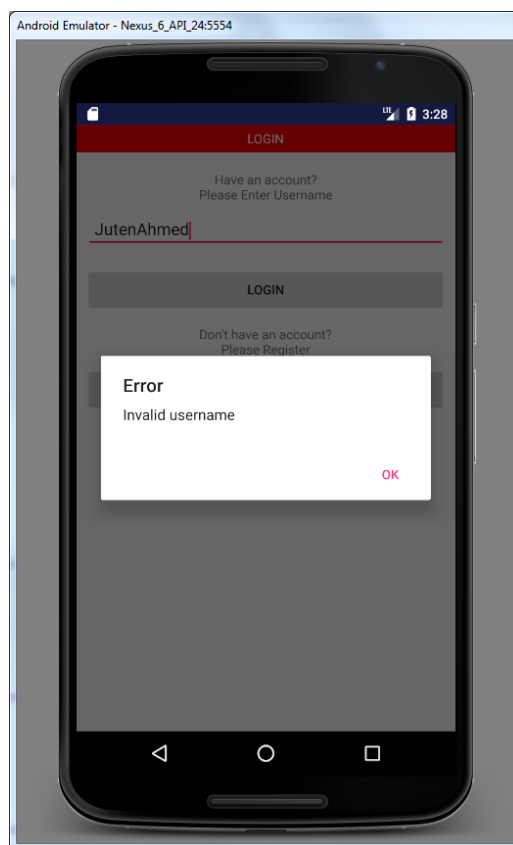 Android Emulator - Nexus_6_API_24:5554
LTE 3:28
LOGIN
Have an account?
Please Enter Username
JutenAhmed
LOGIN
Don't have an account?
Please Register
Error
Invalid username
OK